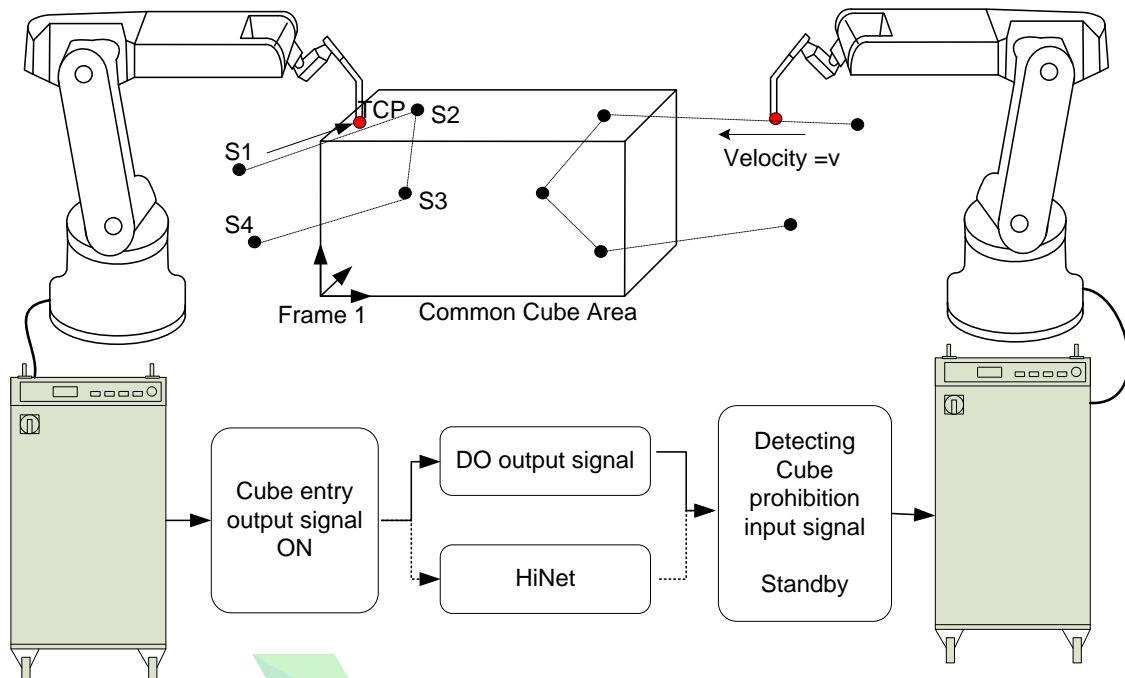 TCP
S2
S1
Velocity =v
S3
S4
Frame 1
Common Cube Area
Cube entry
output signal
ON
DO output signal
HiNet
Detecting
Cube
prohibition
input signal
Standby